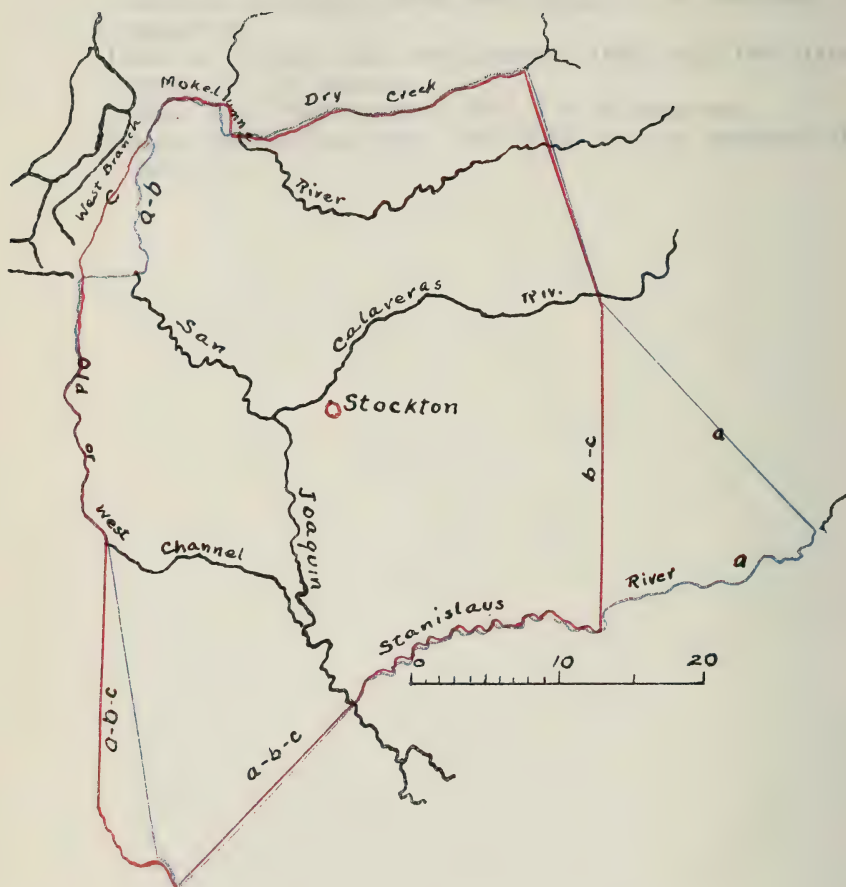 Mokelumne
Dry Creek
West Branch
c
a-b
River
Calaveras Riv.
San
Old
or
Stockton
a
b-c
West
Channel
Joaquin
River
a
Stanislaus
0 10 20
a-b-c
a-b-c